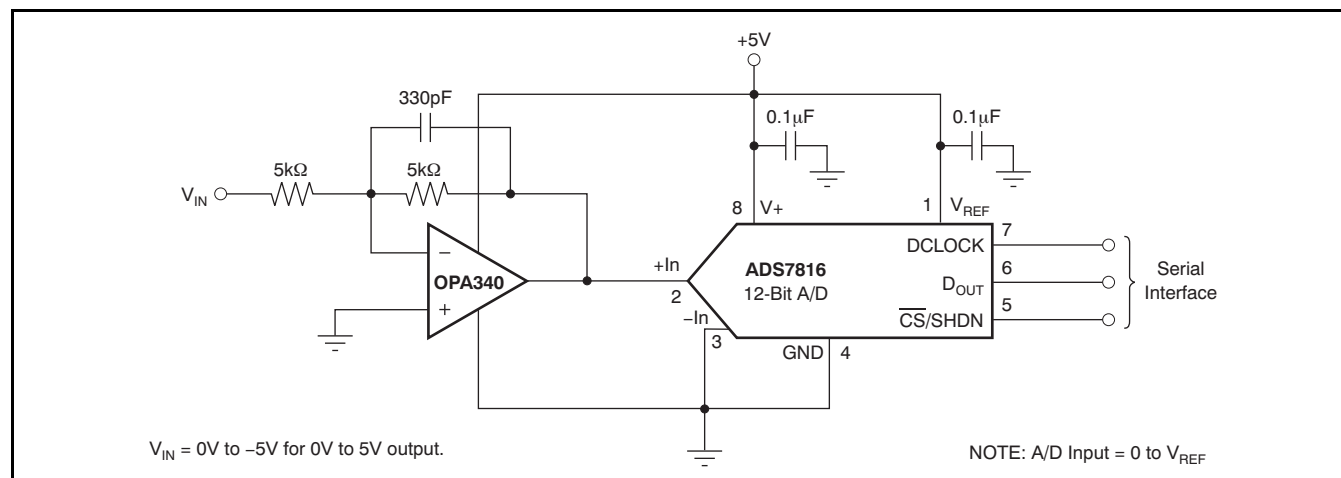 +5V
330pF
0.1µF
0.1µF
5kΩ
5kΩ
V_IN
8 V+
1 V_REF
7
DCLOCK
−
OPA340
+
+In
2
ADS7816
12-Bit A/D
6
D_OUT
Serial
Interface
5
C̅S̅/SHDN
−In
3
GND 4
V_IN = 0V to −5V for 0V to 5V output.
NOTE: A/D Input = 0 to V_REF